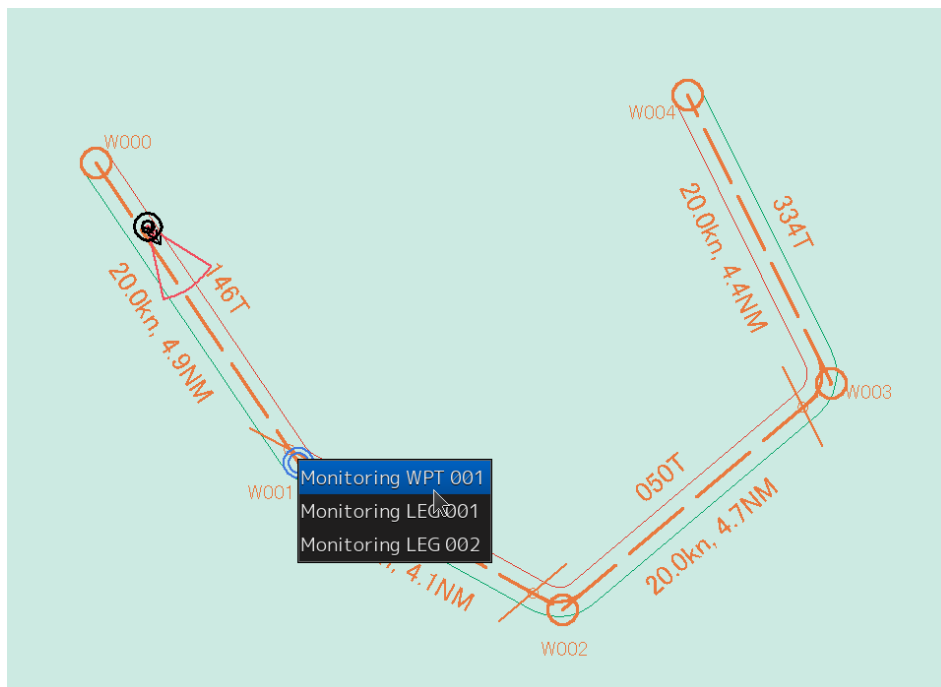 W000
W004
334T
20.0kn, 4.4NM
146T
20.0kn, 4.9NM
W003
Monitoring WPT 001
W001
Monitoring LEG 001
Monitoring LEG 002
050T
20.0kn, 4.7NM
4.1NM
W002